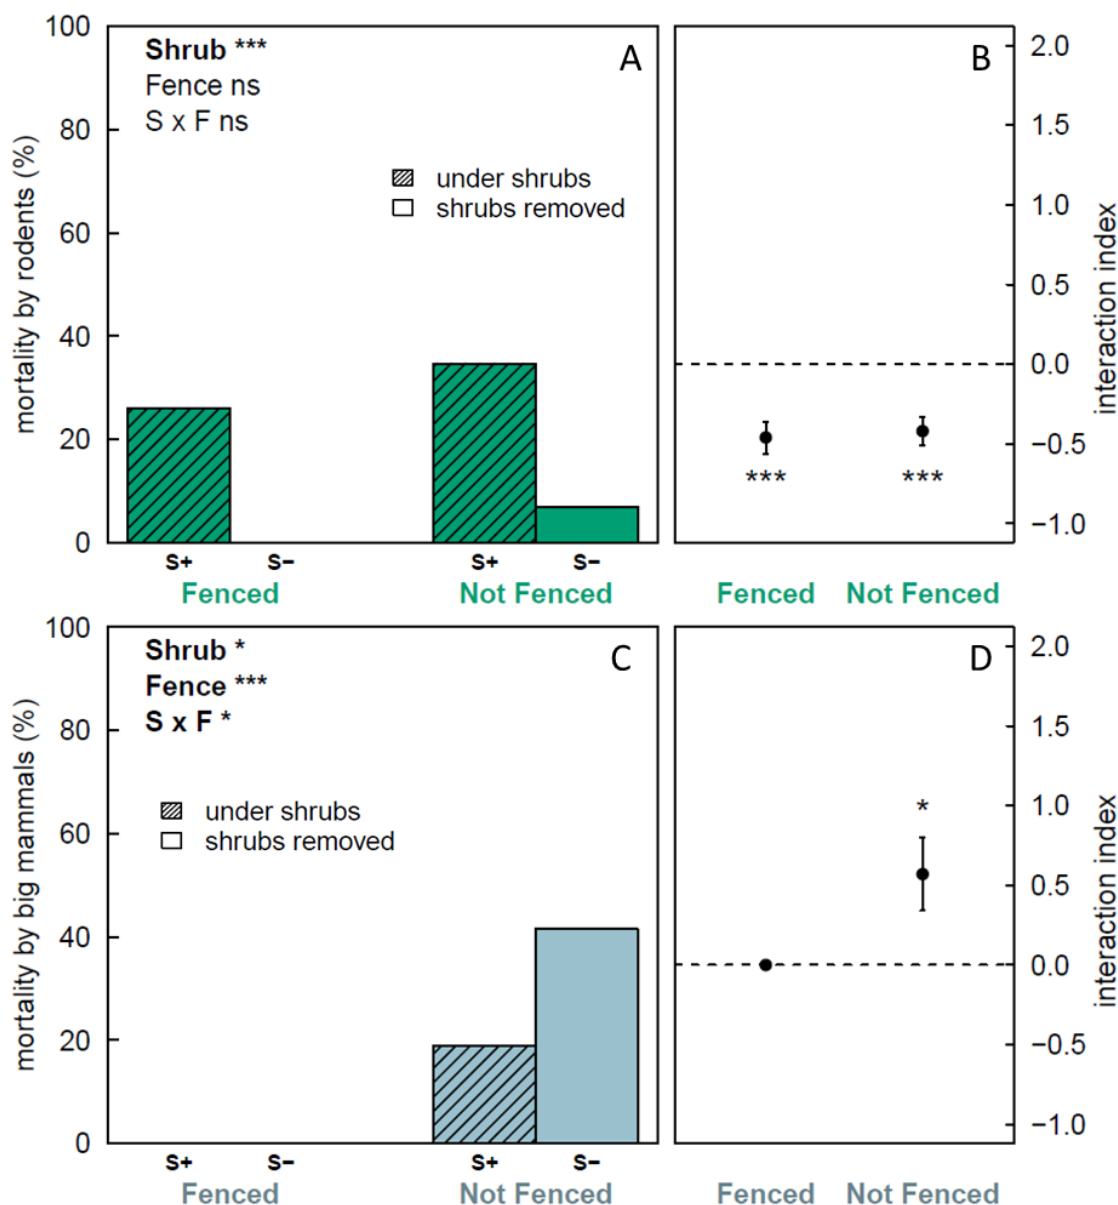 100
80
60
40
20
0
mortality by rodents (%)
Shrub ***
Fence ns
S x F ns
A
under shrubs
shrubs removed
S+ S− S+ S−
Fenced Not Fenced
B
2.0
1.5
1.0
0.5
0.0
−0.5
−1.0
interaction index
*** ***
Fenced Not Fenced
100
80
60
40
20
0
mortality by big mammals (%)
Shrub *
Fence ***
S x F *
C
under shrubs
shrubs removed
S+ S− S+ S−
Fenced Not Fenced
D
2.0
1.5
1.0
0.5
0.0
−0.5
−1.0
interaction index
*
Fenced Not Fenced